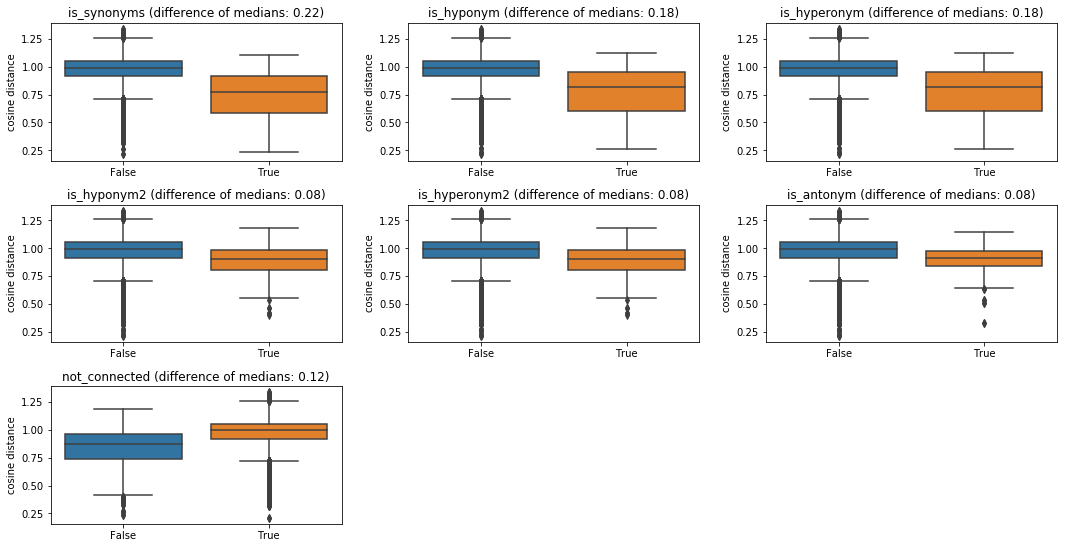 is_synonyms (difference of medians: 0.22)
cosine distance
1.25
1.00
0.75
0.50
0.25
False
True
is_hyponym (difference of medians: 0.18)
cosine distance
1.25
1.00
0.75
0.50
0.25
False
True
is_hyperonym (difference of medians: 0.18)
cosine distance
1.25
1.00
0.75
0.50
0.25
False
True
is_hyponym2 (difference of medians: 0.08)
cosine distance
1.25
1.00
0.75
0.50
0.25
False
True
is_hyperonym2 (difference of medians: 0.08)
cosine distance
1.25
1.00
0.75
0.50
0.25
False
True
is_antonym (difference of medians: 0.08)
cosine distance
1.25
1.00
0.75
0.50
0.25
False
True
not_connected (difference of medians: 0.12)
cosine distance
1.25
1.00
0.75
0.50
0.25
False
True